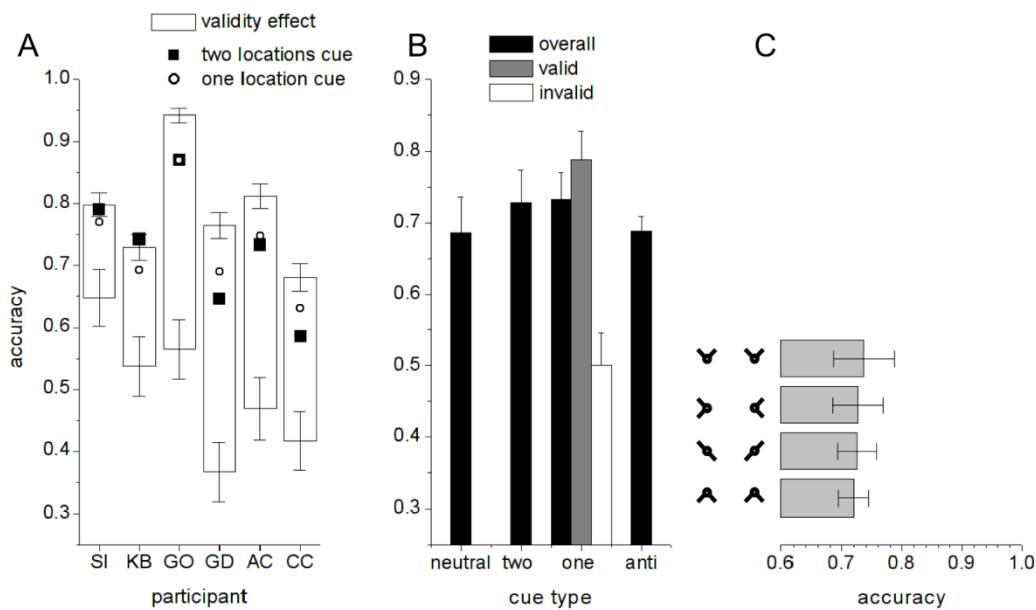 A
validity effect
two locations cue
one location cue
1.0
0.9
0.8
0.7
0.6
0.5
0.4
0.3
accuracy
SI KB GO GD AC CC
participant
B
overall
valid
invalid
0.9
0.8
0.7
0.6
0.5
0.4
0.3
neutral two one anti
cue type
C
0.6 0.7 0.8 0.9 1.0
accuracy